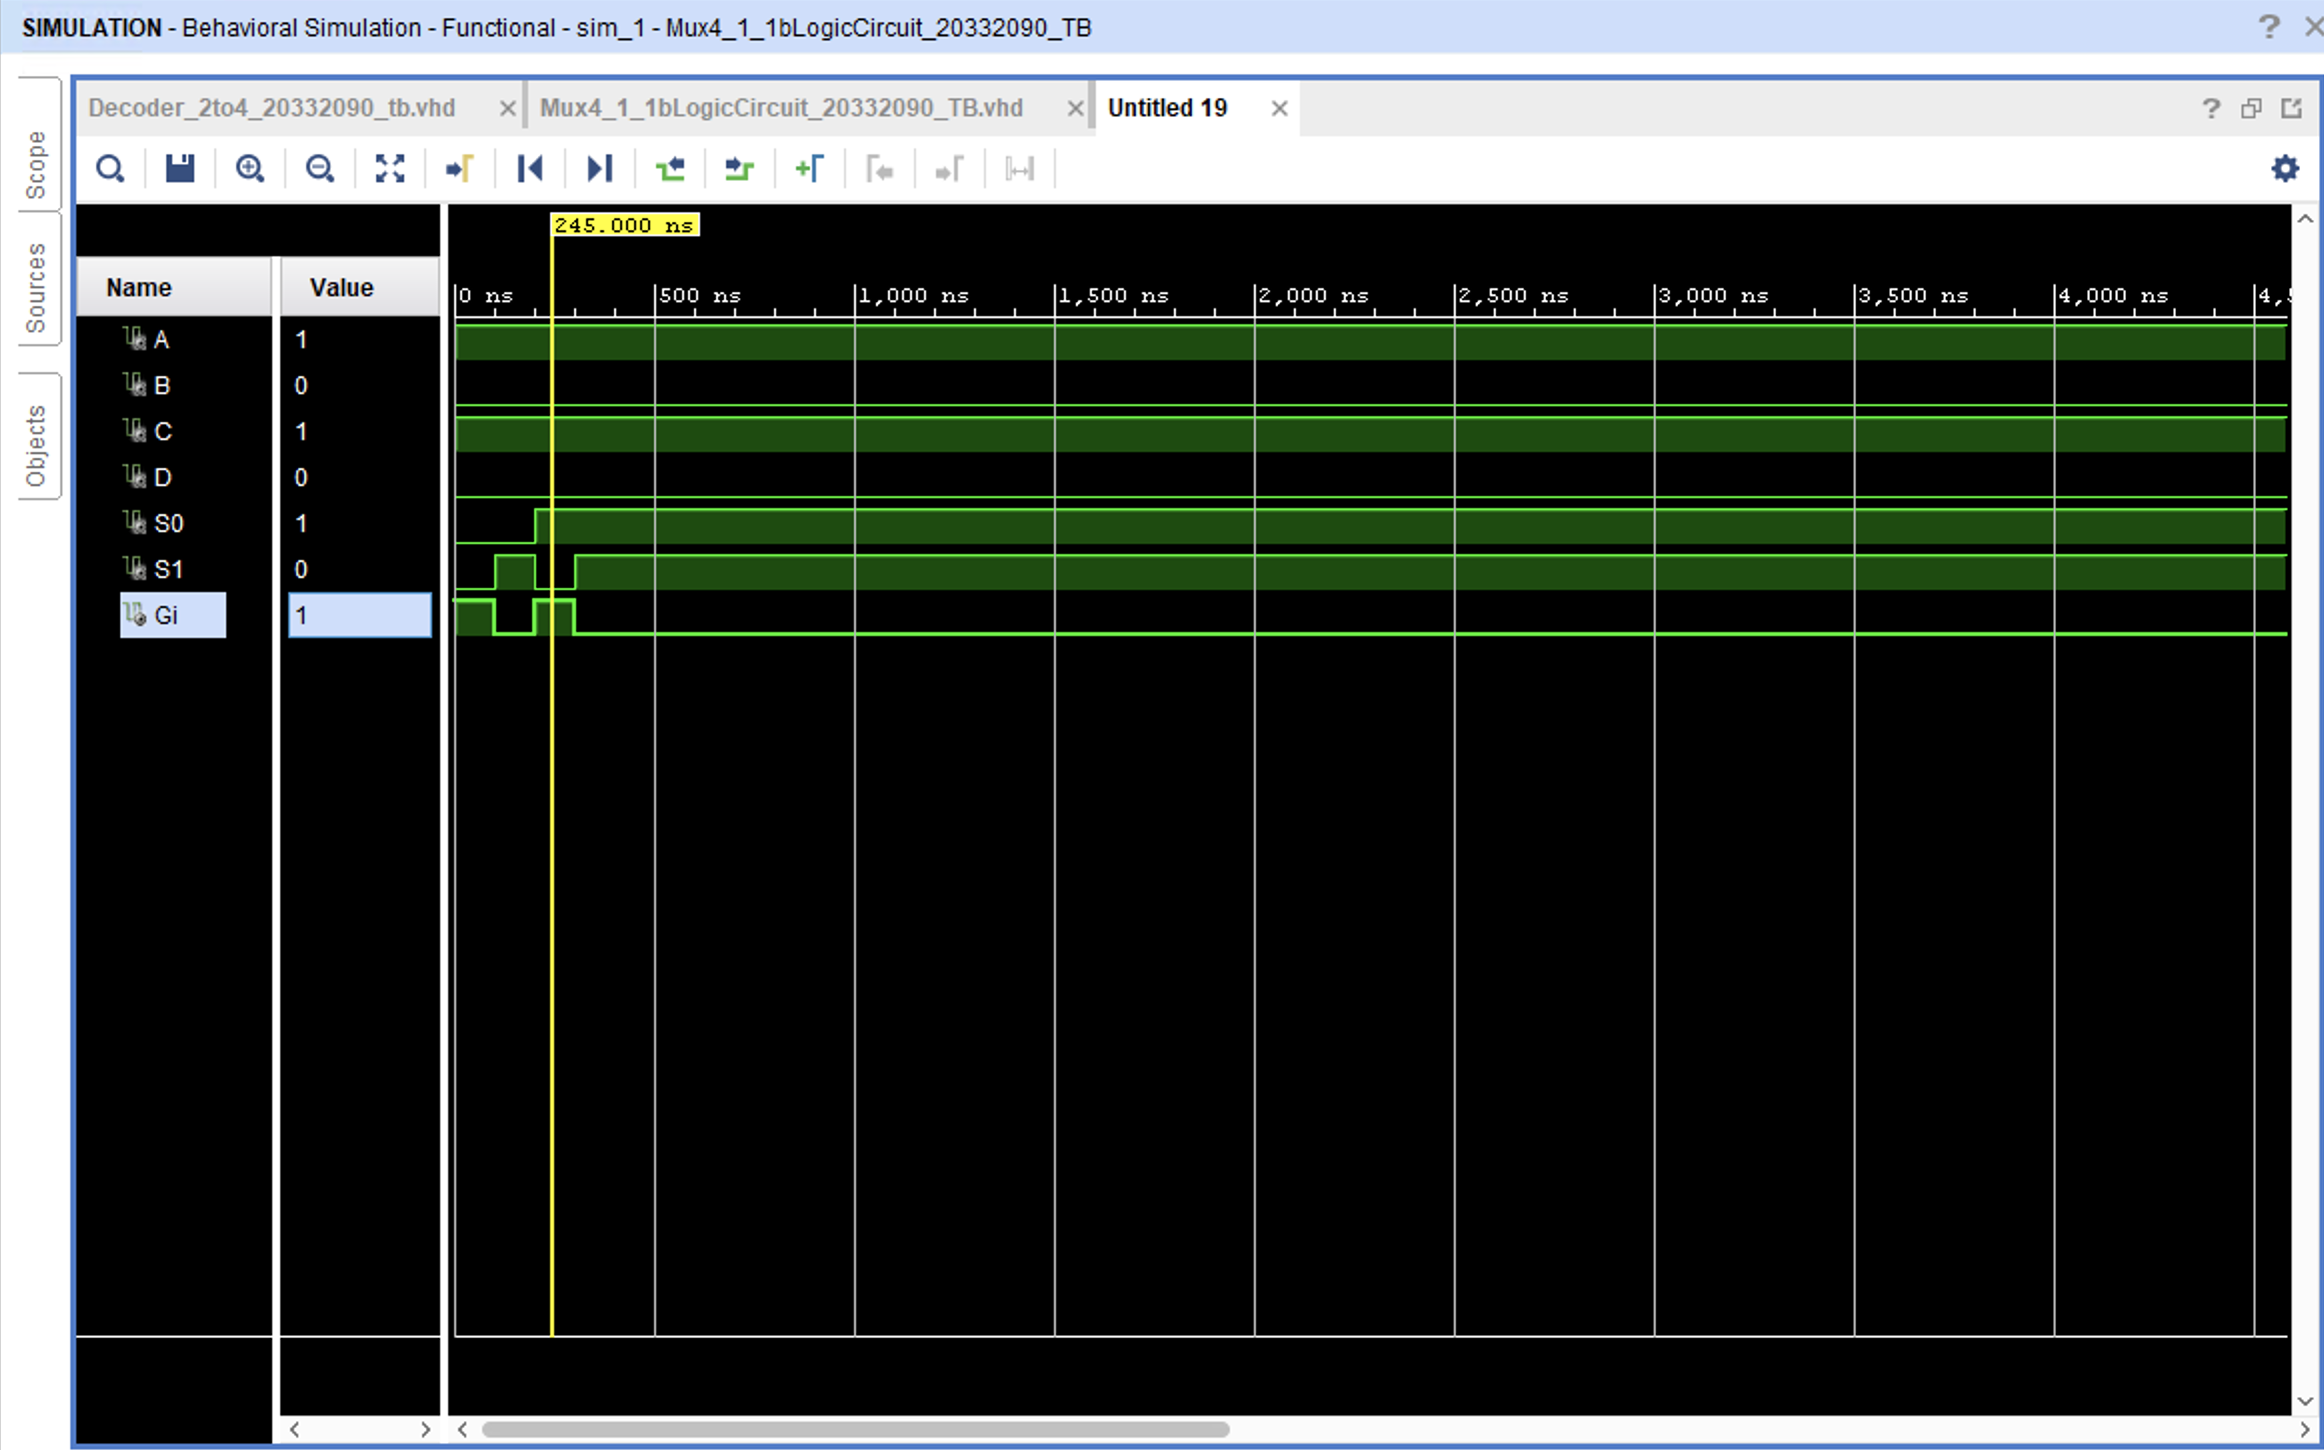 SIMULATION - Behavioral Simulation - Functional - sim_1 - Mux4_1_1bLogicCircuit_20332090_TB
Scope
Sources
Objects
Decoder_2to4_20332090_tb.vhd
Mux4_1_1bLogicCircuit_20332090_TB.vhd
Untitled 19
245.000 ns
Name Value
0 ns 500 ns 1,000 ns 1,500 ns 2,000 ns 2,500 ns 3,000 ns 3,500 ns 4,000 ns 4,5
A 1
B 0
C 1
D 0
S0 1
S1 0
Gi 1